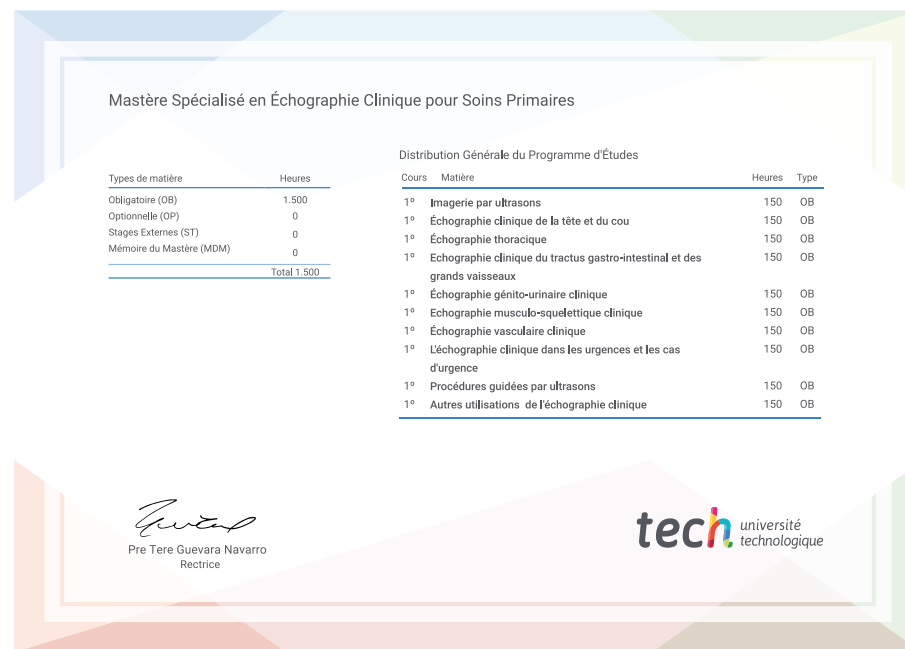 Mastère Spécialisé en Échographie Clinique pour Soins Primaires
Types de matière Heures
Obligatoire (OB) 1.500
Optionnelle (OP) 0
Stages Externes (ST) 0
Mémoire du Mastère (MDM) 0
Total 1.500
Distribution Générale du Programme d'Études
Cours Matière Heures Type
1º Imagerie par ultrasons 150 OB
1º Échographie clinique de la tête et du cou 150 OB
1º Échographie thoracique 150 OB
1º Echographie clinique du tractus gastro-intestinal et des 150 OB
grands vaisseaux
1º Échographie génito-urinaire clinique 150 OB
1º Echographie musculo-squelettique clinique 150 OB
1º Échographie vasculaire clinique 150 OB
1º L'échographie clinique dans les urgences et les cas 150 OB
d'urgence
1º Procédures guidées par ultrasons 150 OB
1º Autres utilisations de l'échographie clinique 150 OB
Pre Tere Guevara Navarro
Rectrice
tech université
technologique